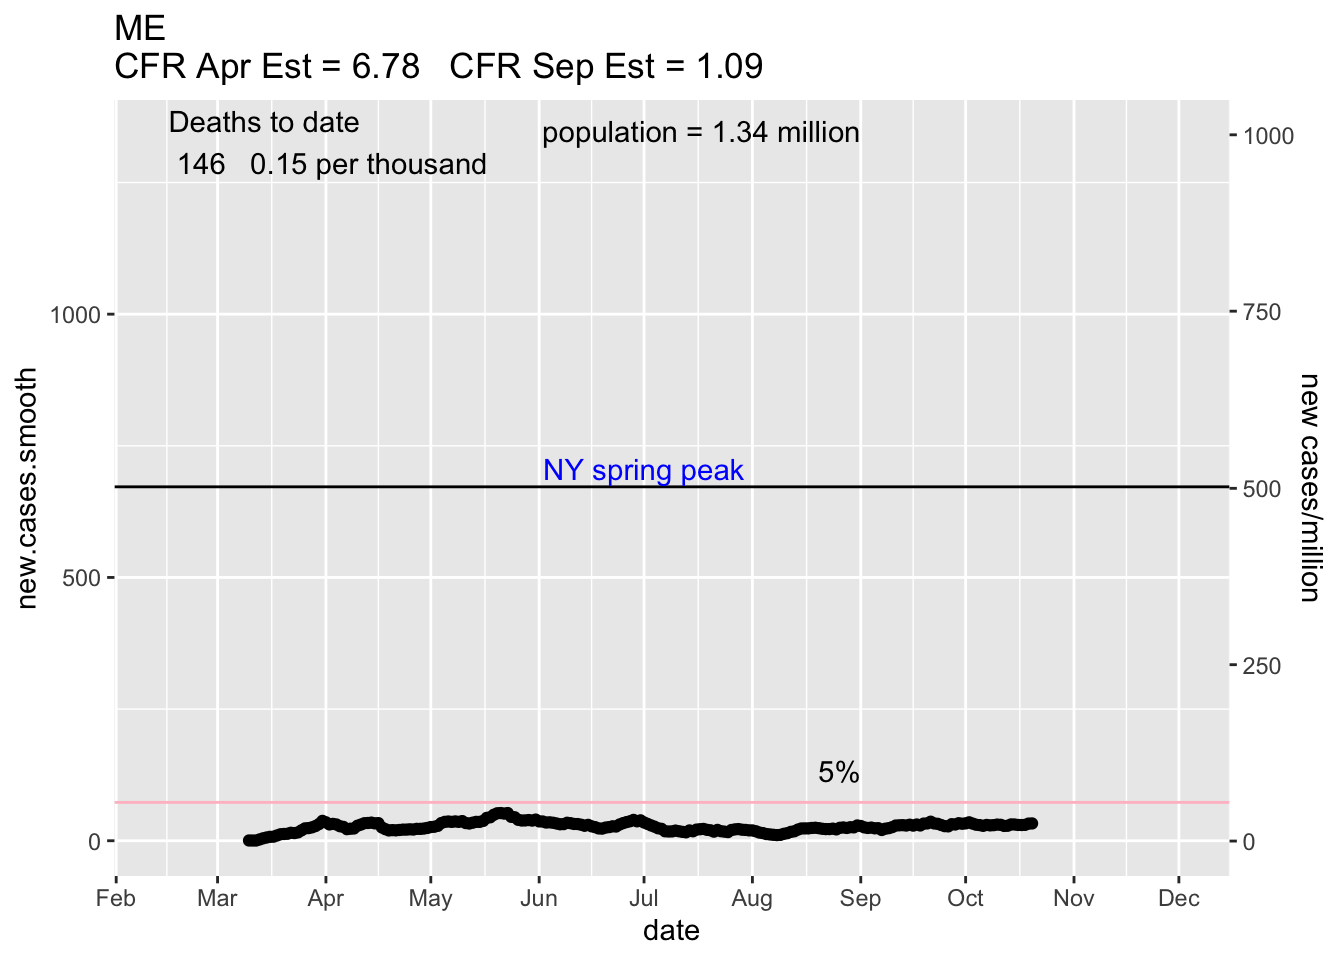 ME
CFR Apr Est = 6.78   CFR Sep Est = 1.09
Deaths to date
146   0.15 per thousand
population = 1.34 million
1000
750
500
250
0
new cases/million
1000
500
0
new.cases.smooth
NY spring peak
5%
Feb Mar Apr May Jun Jul Aug Sep Oct Nov Dec
date